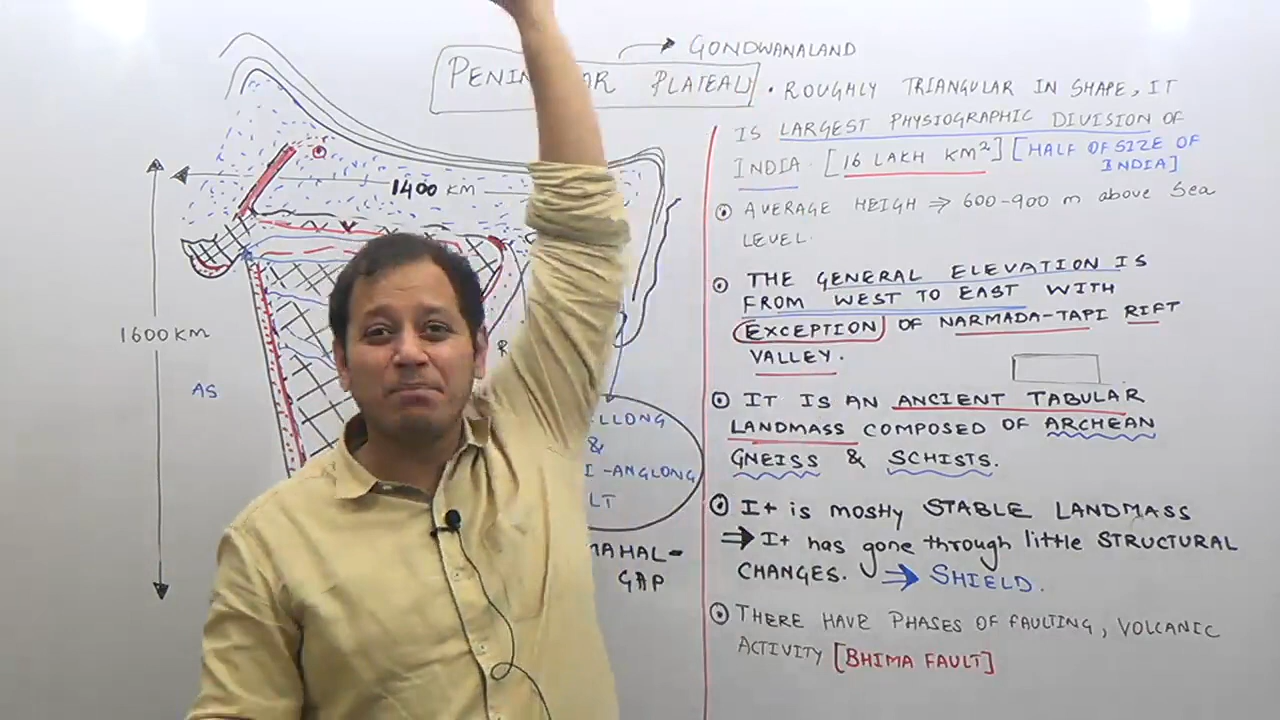 GONDWANALAND
PLATEAU
• ROUGHLY TRIANGULAR IN SHAPE, IT
IS LARGEST PHYSIOGRAPHIC DIVISION OF
INDIA. [16 LAKH KM²] [HALF OF SIZE OF
INDIA]
AVERAGE HEIGH ⇒ 600-900 m above Sea
LEVEL.
THE GENERAL ELEVATION IS
FROM WEST TO EAST WITH
EXCEPTION OF NARMADA-TAPI RIFT
VALLEY.
IT IS AN ANCIENT TABULAR
LANDMASS COMPOSED OF ARCHEAN
GNEISS & SCHISTS.
It is mostly STABLE LANDMASS
⇒ It has gone through little STRUCTURAL
CHANGES. ⇒ SHIELD.
THERE HAVE PHASES OF FAULTING, VOLCANIC
ACTIVITY [BHIMA FAULT]
1400 KM
1600 KM
AS
R
LLONG
&
I-ANGLONG
LT
MAHAL-
GAP